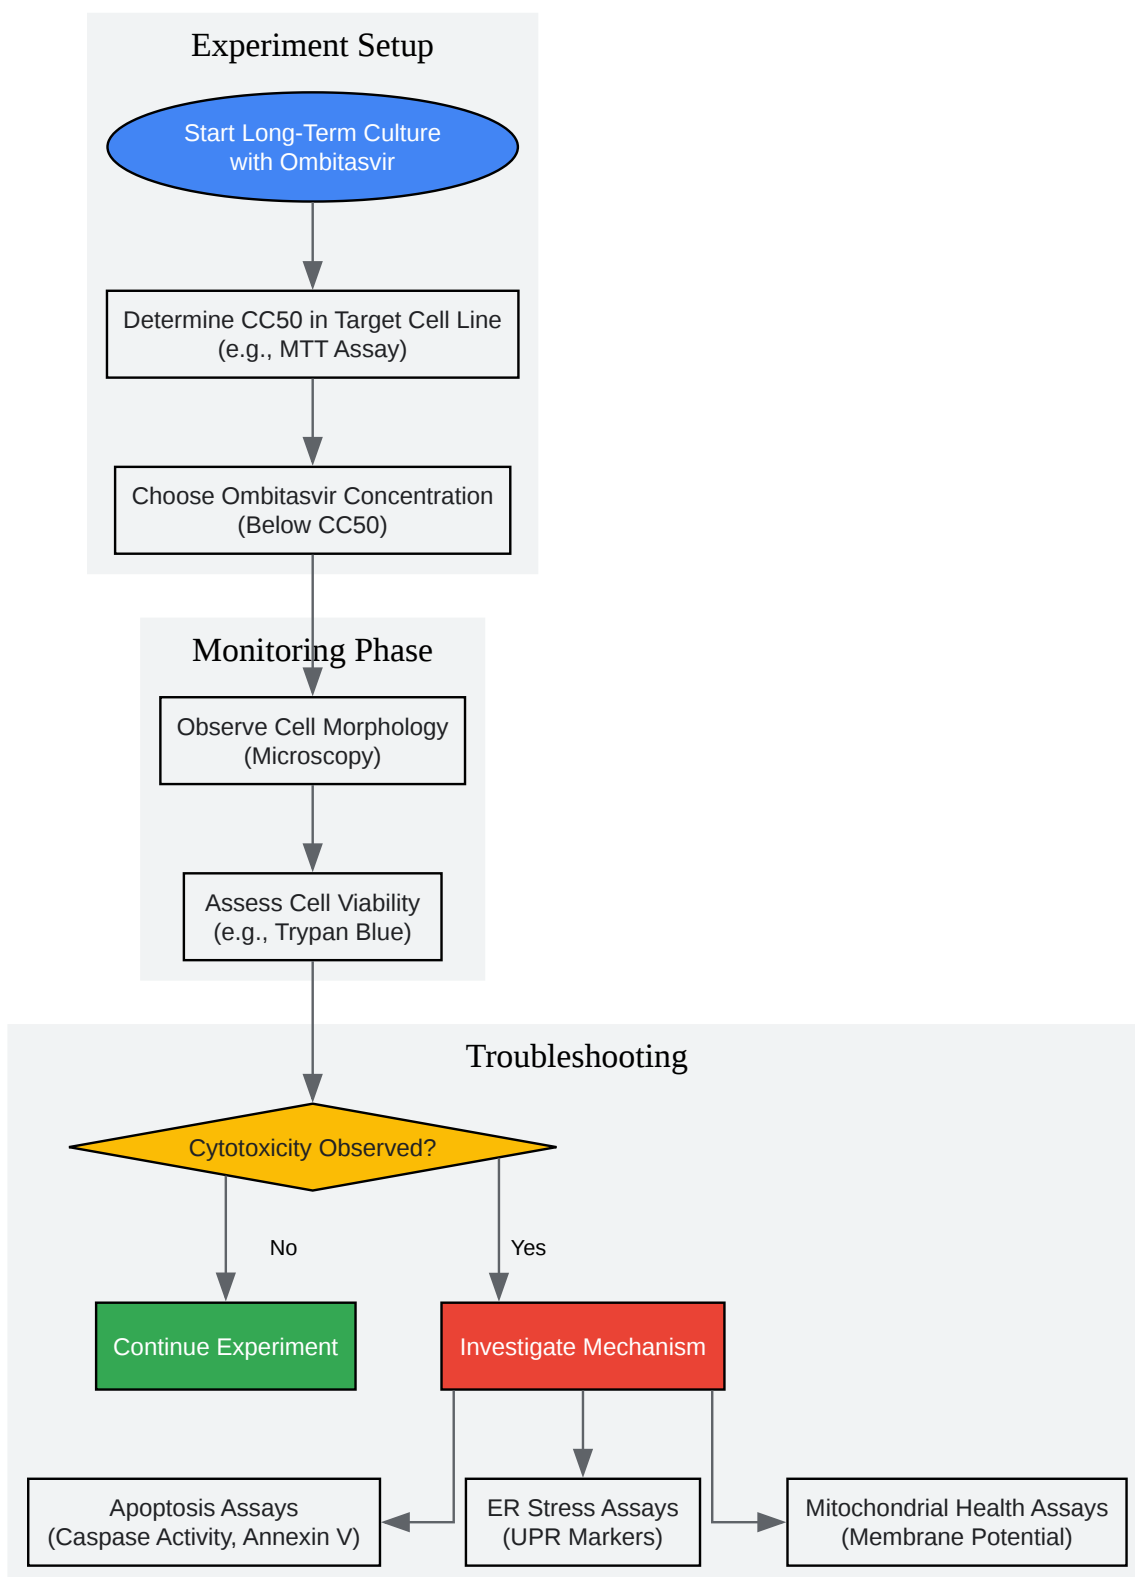 Experiment Setup
Start Long-Term Culture
with Ombitasvir
Determine CC50 in Target Cell Line
(e.g., MTT Assay)
Choose Ombitasvir Concentration
(Below CC50)
Monitoring Phase
Observe Cell Morphology
(Microscopy)
Assess Cell Viability
(e.g., Trypan Blue)
Troubleshooting
Cytotoxicity Observed?
No
Yes
Continue Experiment
Investigate Mechanism
Apoptosis Assays
(Caspase Activity, Annexin V)
ER Stress Assays
(UPR Markers)
Mitochondrial Health Assays
(Membrane Potential)